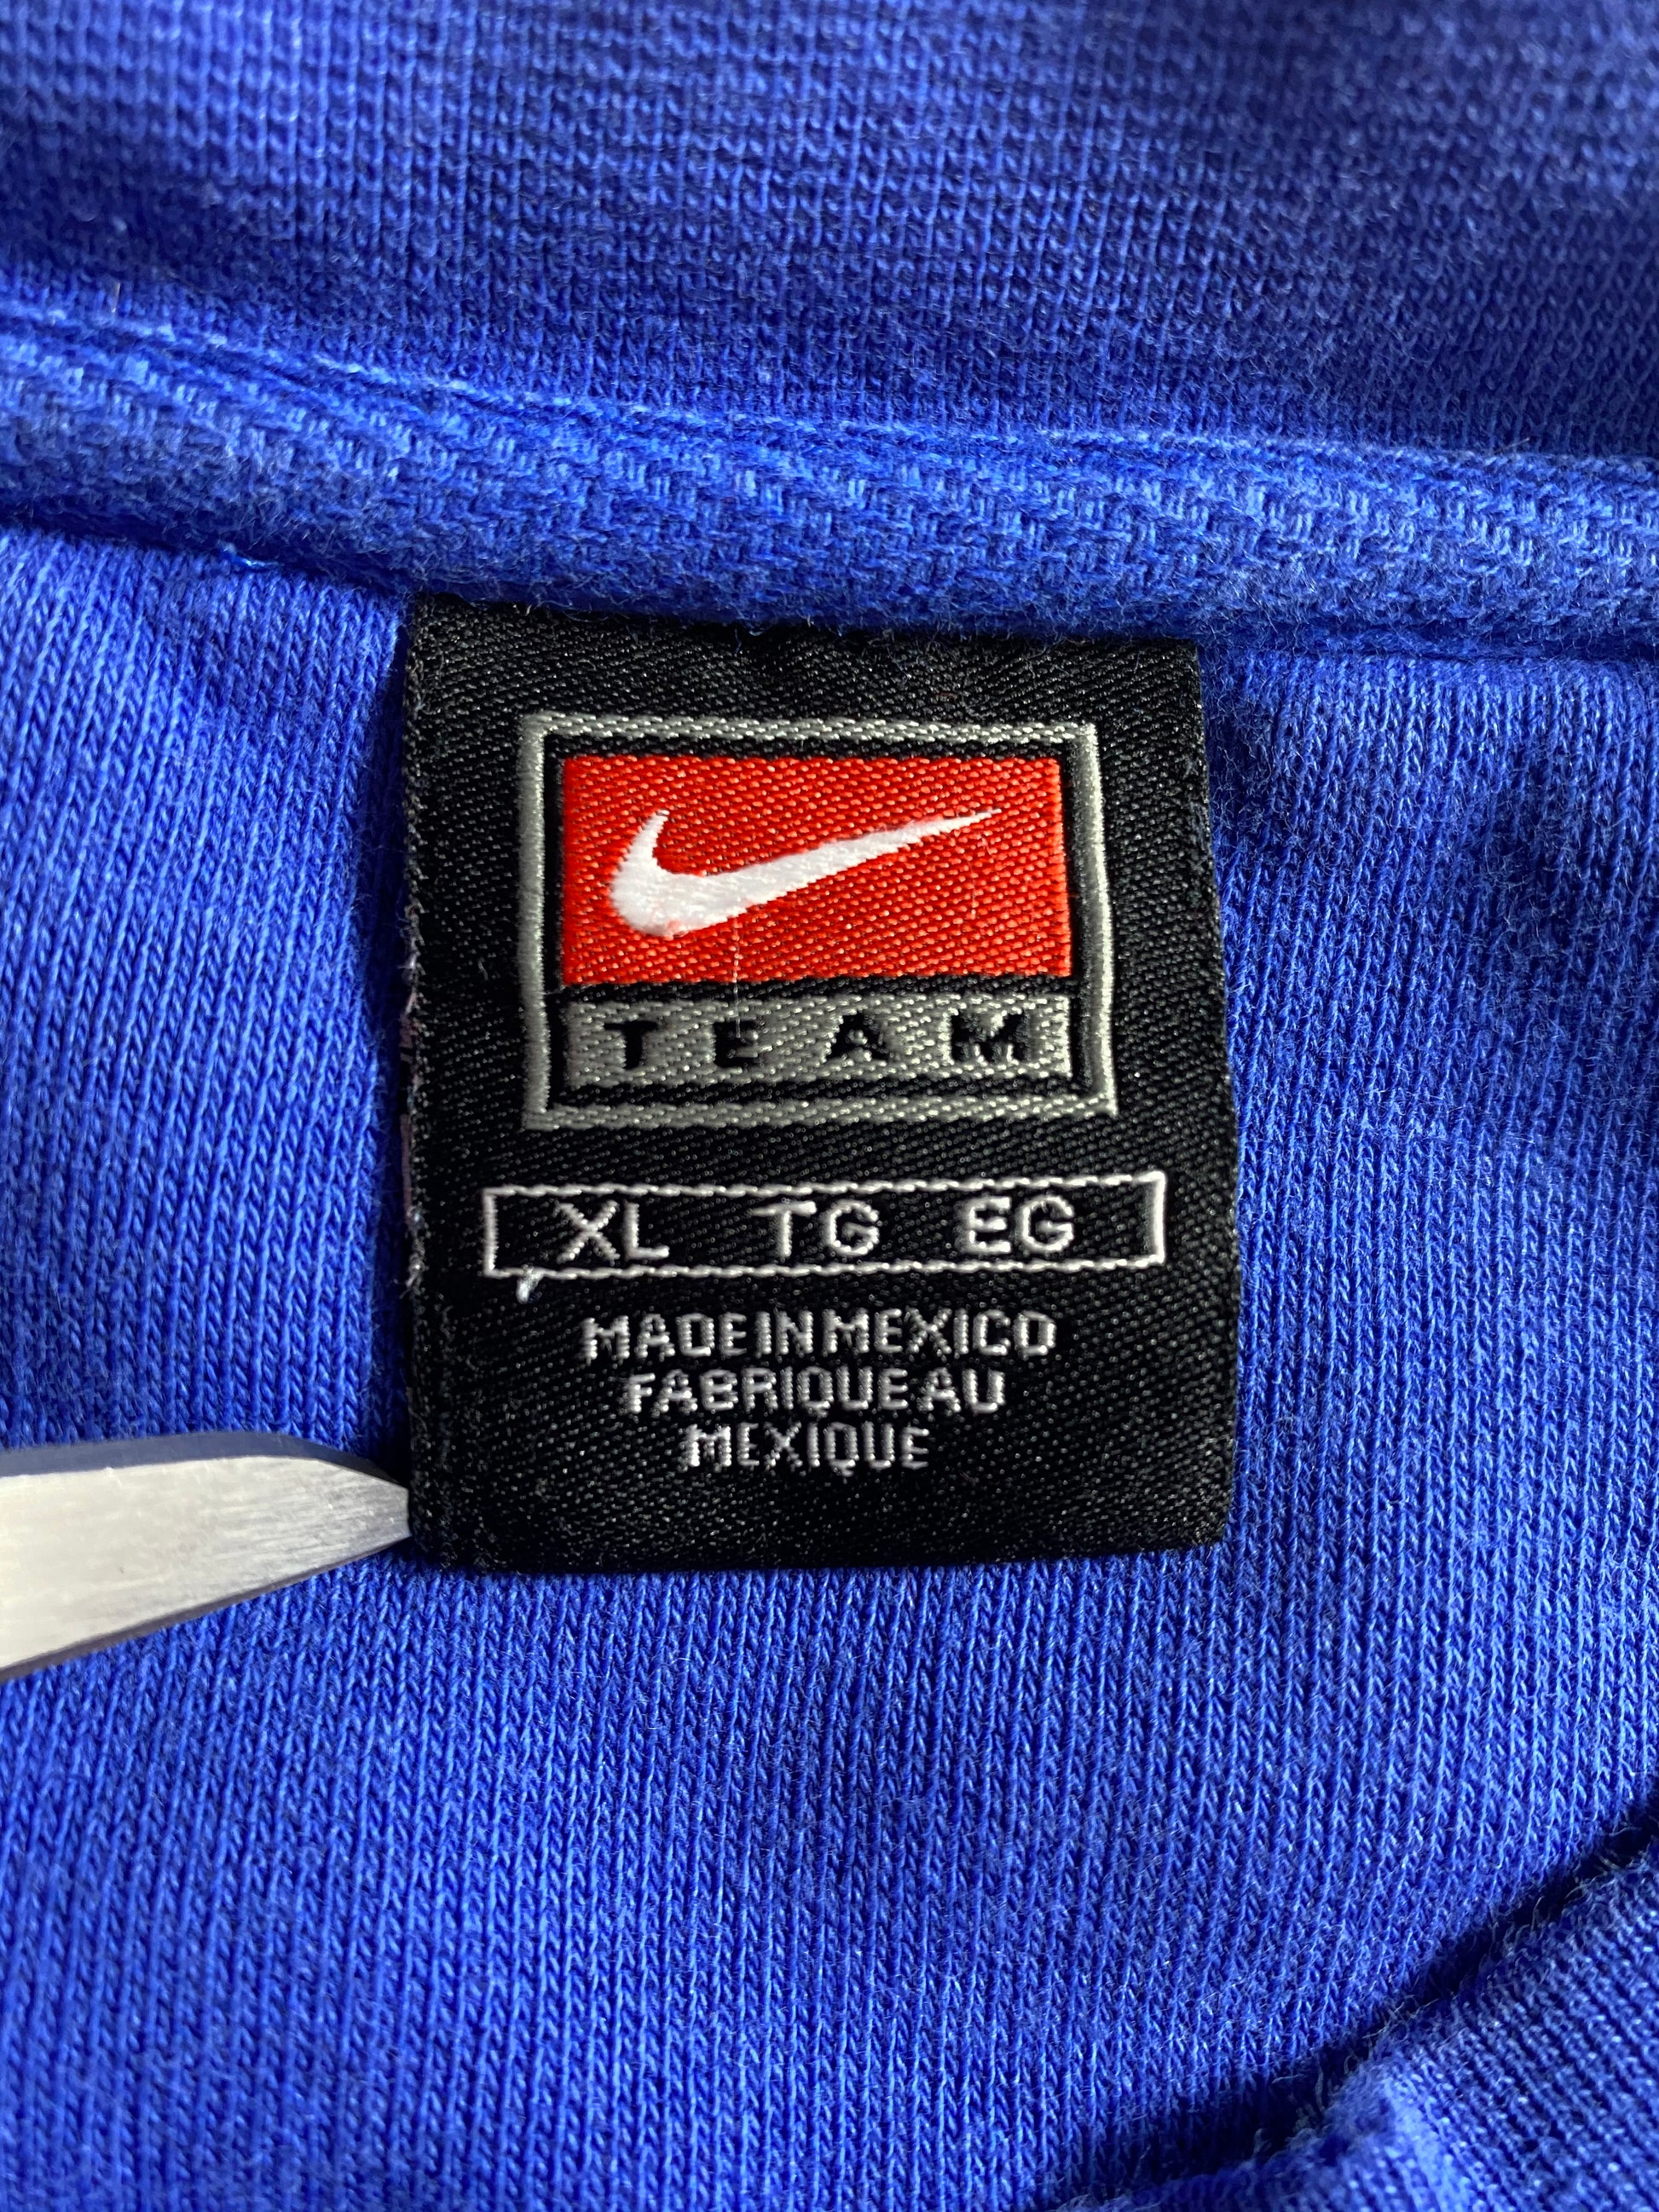 TEAM
XL TG EG
MADE IN MEXICO
FABRIQUE AU
MEXIQUE